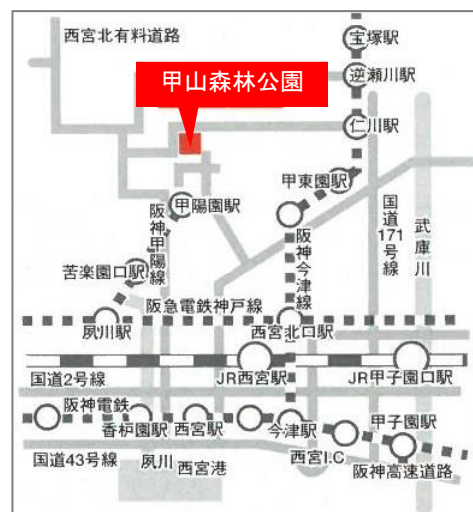 西宮北有料道路
宝塚駅
逆瀬川駅
甲山森林公園
仁川駅
甲東園駅
甲陽園駅
阪神甲陽線
阪神今津線
国道171号線
武庫川
苦楽園口駅
阪急電鉄神戸線
夙川駅
西宮北口駅
国道2号線
JR西宮駅
JR甲子園口駅
阪神電鉄
香枦園駅
西宮駅
今津駅
甲子園駅
国道43号線
夙川
西宮港
西宮I.C
阪神高速道路